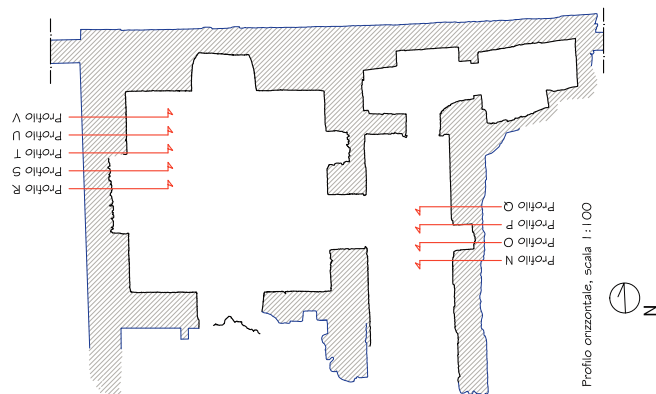 Profilo V
Profilo U
Profilo T
Profilo S
Profilo R
Profilo Q
Profilo P
Profilo O
Profilo N
Profilo orizzontale, scala 1:100
N